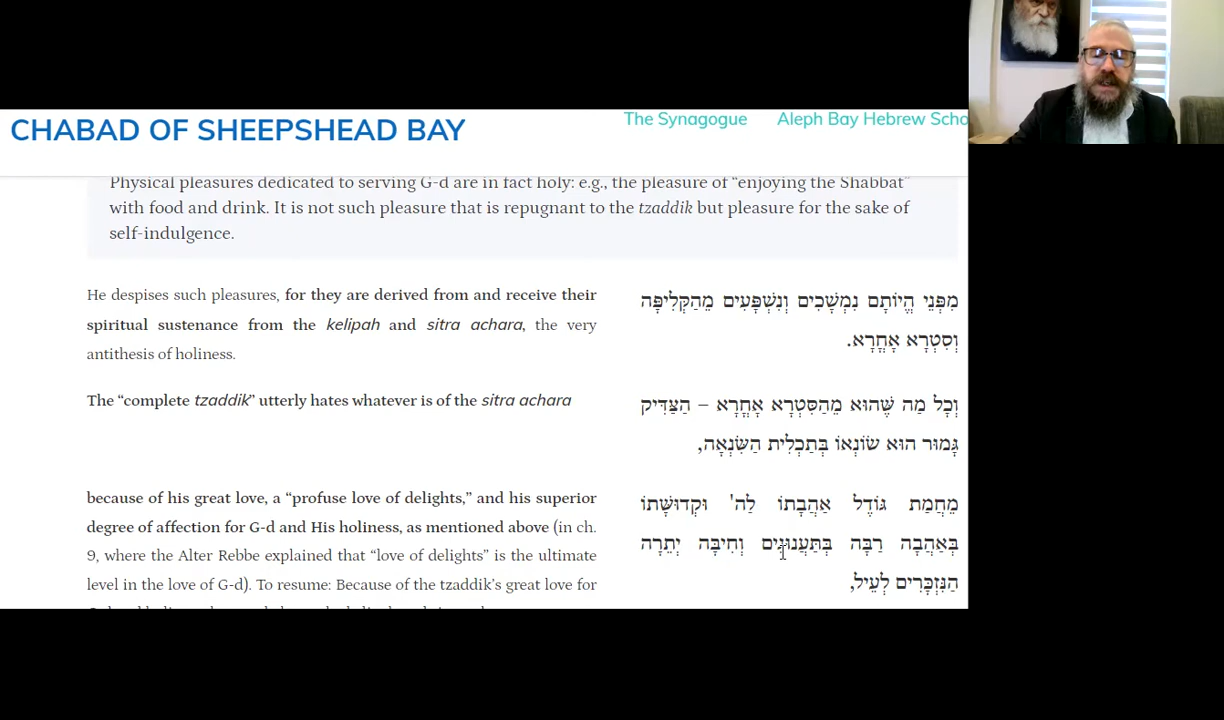 CHABAD OF SHEEPSHEAD BAY
The Synagogue
Aleph Bay Hebrew Scho
Physical pleasures dedicated to serving G-d are in fact holy: e.g., the pleasure of “enjoying the Shabbat”
with food and drink. It is not such pleasure that is repugnant to the tzaddik but pleasure for the sake of
self-indulgence.
He despises such pleasures, for they are derived from and receive their
spiritual sustenance from the kelipah and sitra achara, the very
antithesis of holiness.
מִפְּנֵי הֱיוֹתָם נִמְשָׁכִים וְנִשְׁפָּעִים מֵהַקְּלִיפָּה
וְסִטְרָא אָחֳרָא.
The “complete tzaddik” utterly hates whatever is of the sitra achara
וְכָל מַה שֶּׁהוּא מֵהַסִּטְרָא אָחֳרָא – הַצַּדִּיק
גָּמוּר הוּא שׂוֹנְאוֹ בְּתַכְלִית הַשִּׂנְאָה,
because of his great love, a “profuse love of delights,” and his superior
degree of affection for G-d and His holiness, as mentioned above (in ch.
9, where the Alter Rebbe explained that “love of delights” is the ultimate
level in the love of G-d). To resume: Because of the tzaddik’s great love for
מֵחֲמַת גּוֹדֶל אַהֲבָתוֹ לַה' וּקְדוּשָּׁתוֹ
בְּאַהֲבָה רַבָּה בְּתַּעֲנוּגִים וְחִיבָּה יְתֵרָה
הַנִּזְכָּרִים לְעֵיל,